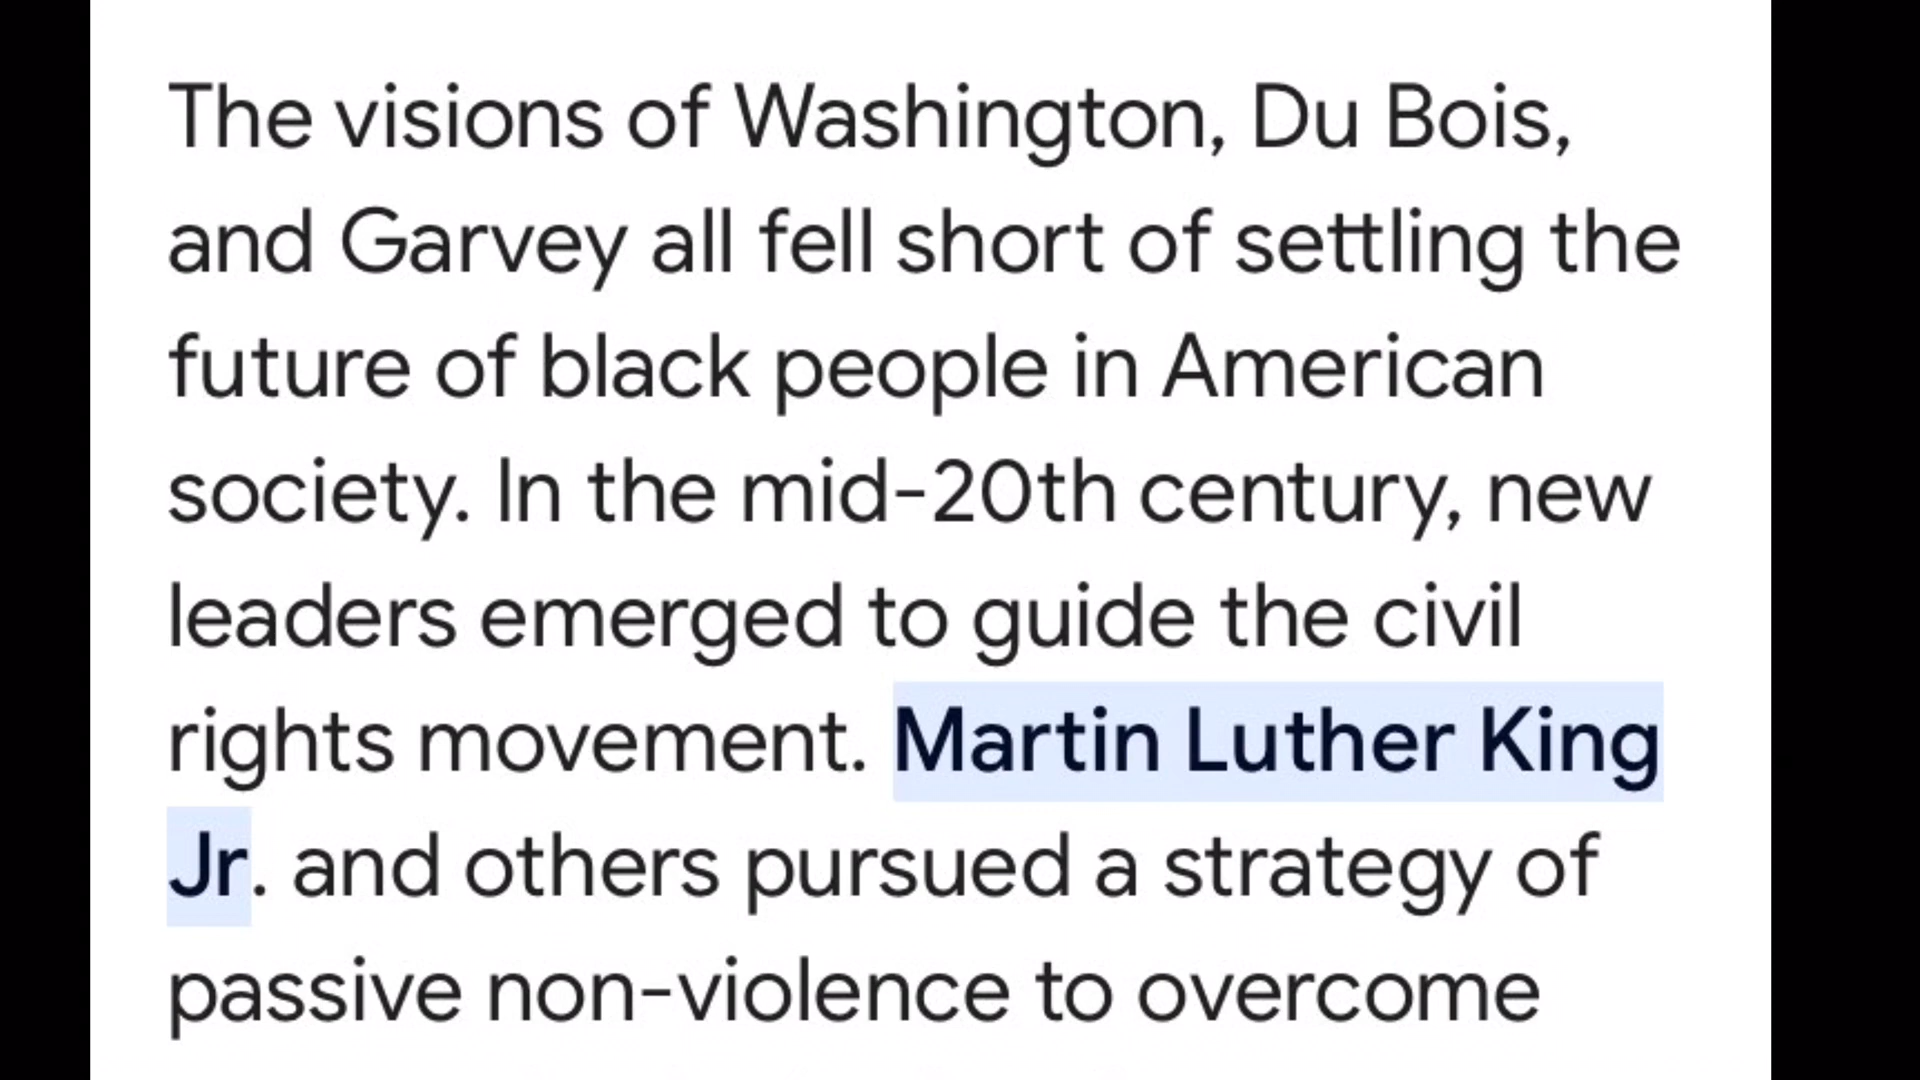 The visions of Washington, Du Bois,
and Garvey all fell short of settling the
future of black people in American
society. In the mid-20th century, new
leaders emerged to guide the civil
rights movement. Martin Luther King
Jr. and others pursued a strategy of
passive non-violence to overcome